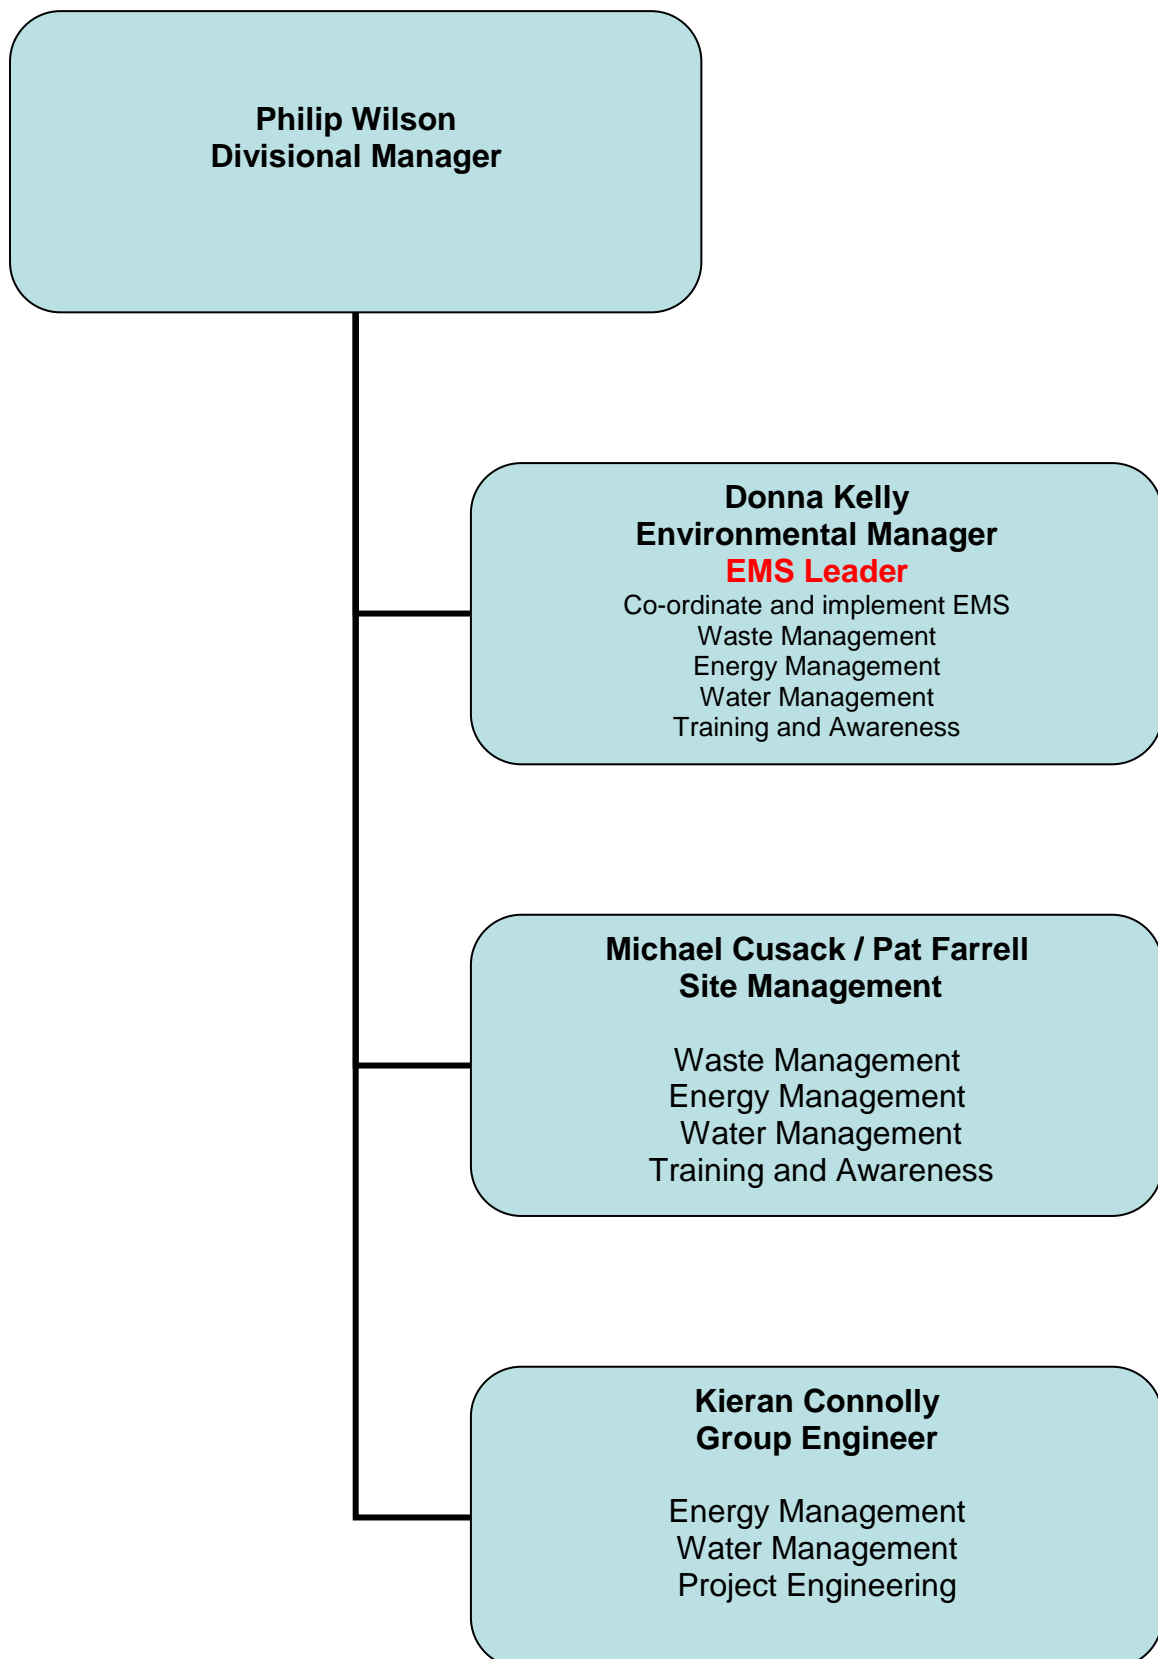 Philip Wilson
Divisional Manager
Donna Kelly
Environmental Manager
EMS Leader
Co-ordinate and implement EMS
Waste Management
Energy Management
Water Management
Training and Awareness
Michael Cusack / Pat Farrell
Site Management
Waste Management
Energy Management
Water Management
Training and Awareness
Kieran Connolly
Group Engineer
Energy Management
Water Management
Project Engineering